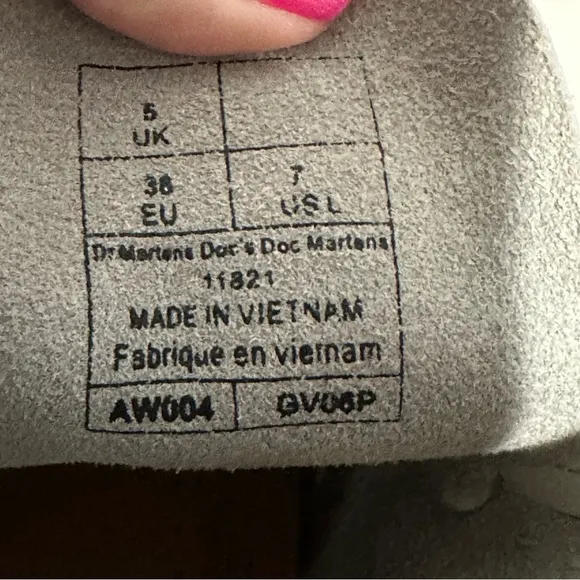 5
UK
38
EU
7
US L
Dr Martens Doc's Doc Martens
11821
MADE IN VIETNAM
Fabrique en vietnam
AW004
GV06P